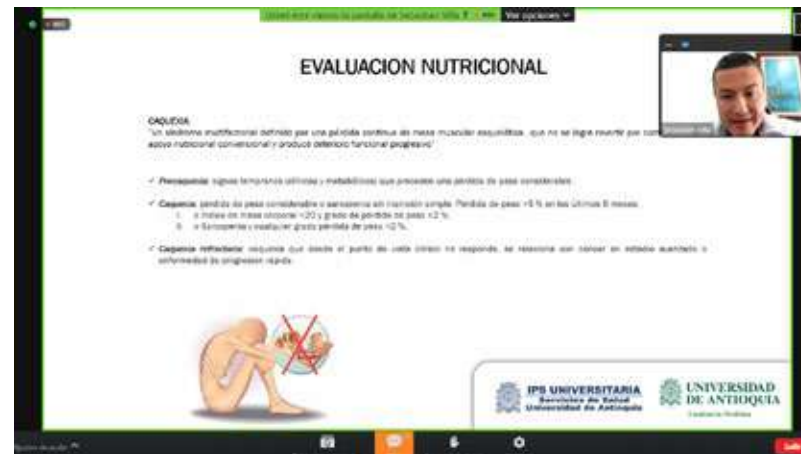 Ver opciones
EVALUACION NUTRICIONAL
CAQUEXIA
"Un síndrome multifactorial definido por una pérdida continua de masa muscular esquelética, que no se logra revertir por
apoyo nutricional convencional y produce deterioro funcional progresivo"
✓ Precaquexia: signos tempranos clínicos y metabólicos que preceden una pérdida de peso considerable.
✓ Caquexia: pérdida de peso considerable o sarcopenia sin inanición simple. Pérdida de peso >5 % en los últimos 6 meses.
I. o Índice de masa corporal <20 y grado de pérdida de peso <2 %.
II. o Sarcopenia y cualquier grado pérdida de peso <2 %.
✓ Caquexia refractaria: caquexia que desde el punto de vista clínico no responde, se relaciona con cáncer en estadio avanzado o
enfermedad de progresión rápida.
IPS UNIVERSITARIA
Servicios de Salud
Universidad de Antioquia
UNIVERSIDAD
DE ANTIOQUIA